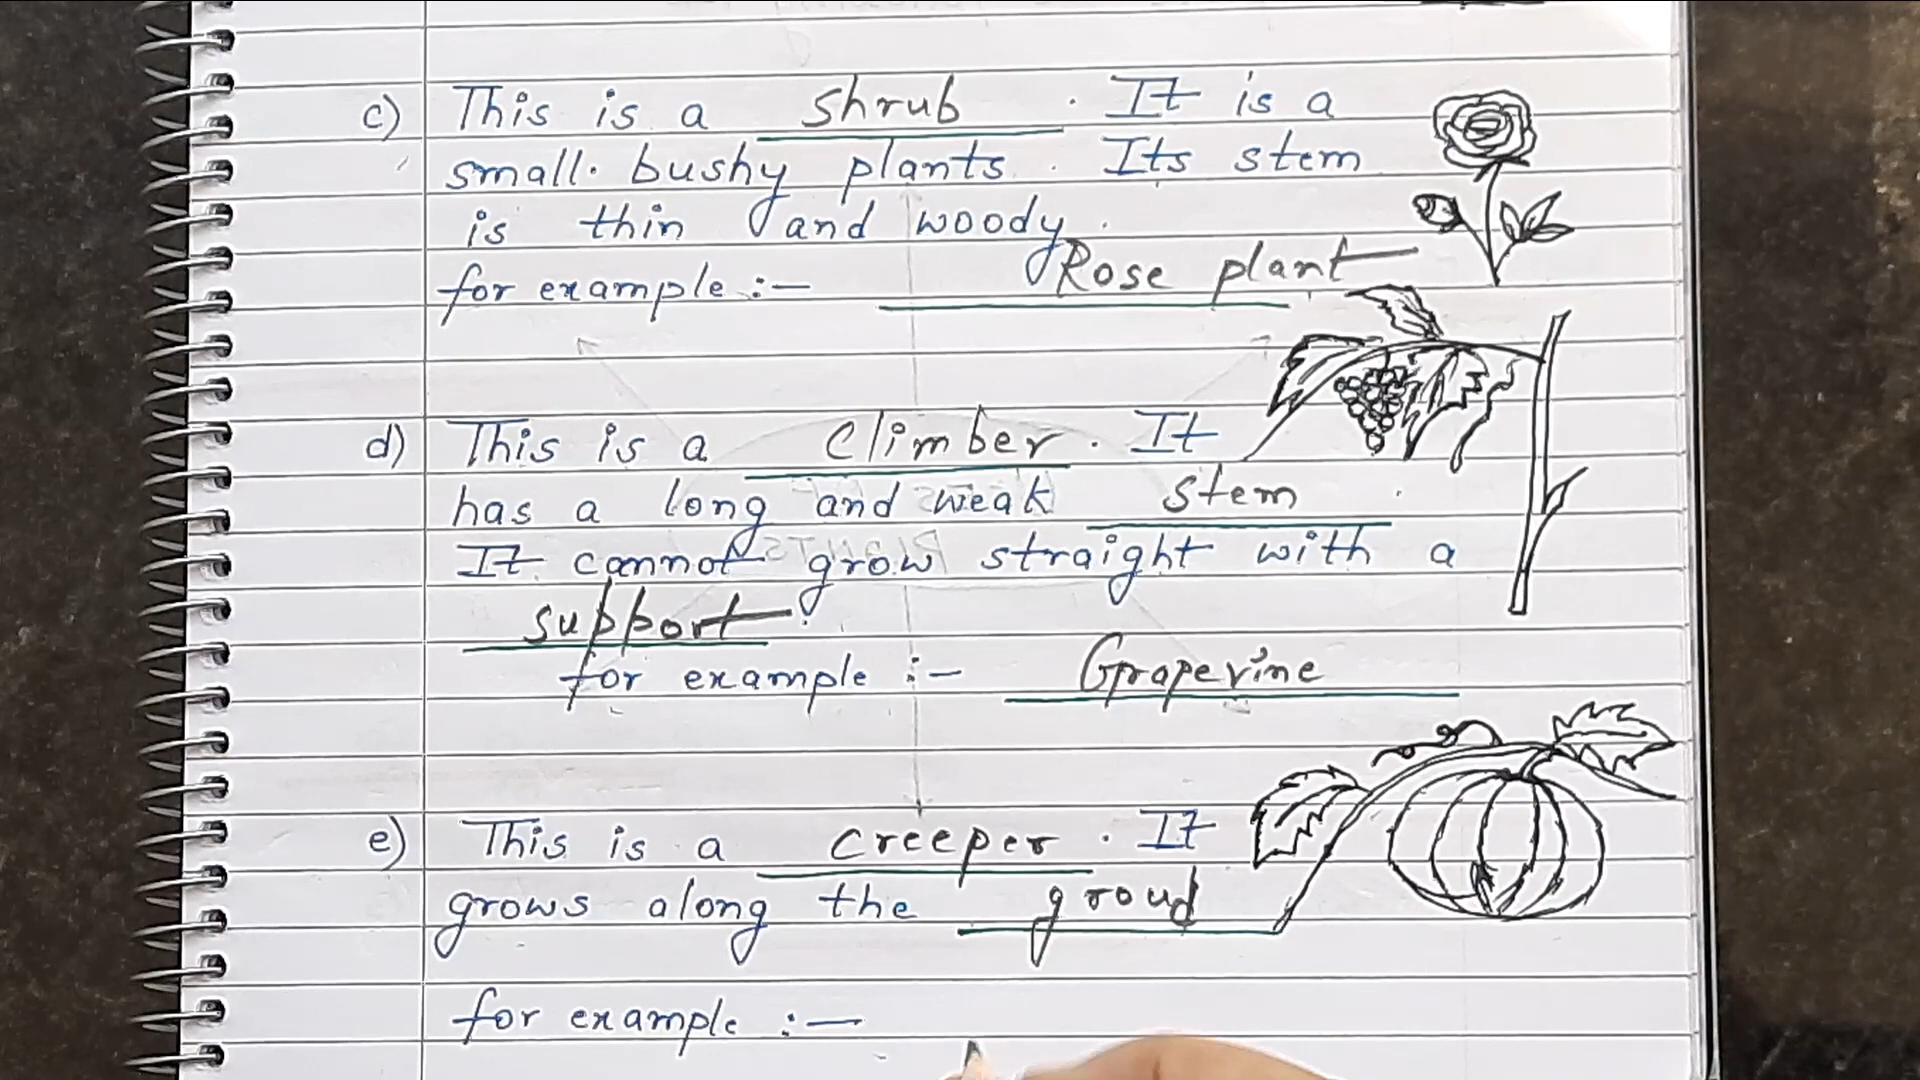 c) This is a shrub . It is a
small. bushy plants . Its stem
is thin and woody.
for example :- Rose plant
d) This is a climber . It
has a long and weak stem .
It cannot grow straight with a
support .
for example :- Grapevine
e) This is a creeper . It
grows along the groud
for example :-